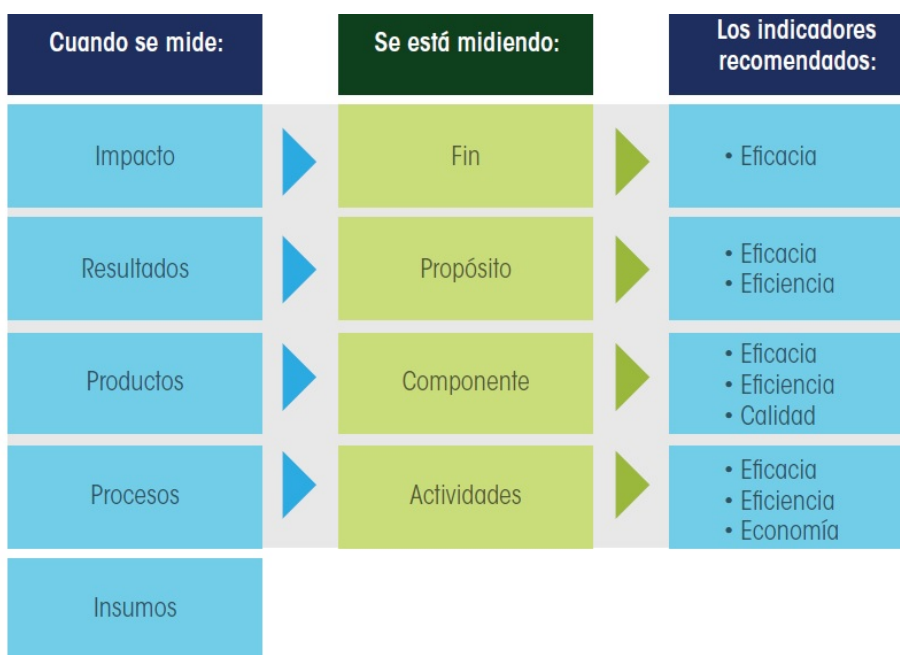 Cuando se mide:
Se está midiendo:
Los indicadores
recomendados:
Impacto
Fin
• Eficacia
Resultados
Propósito
• Eficacia
• Eficiencia
Productos
Componente
• Eficacia
• Eficiencia
• Calidad
Procesos
Actividades
• Eficacia
• Eficiencia
• Economía
Insumos